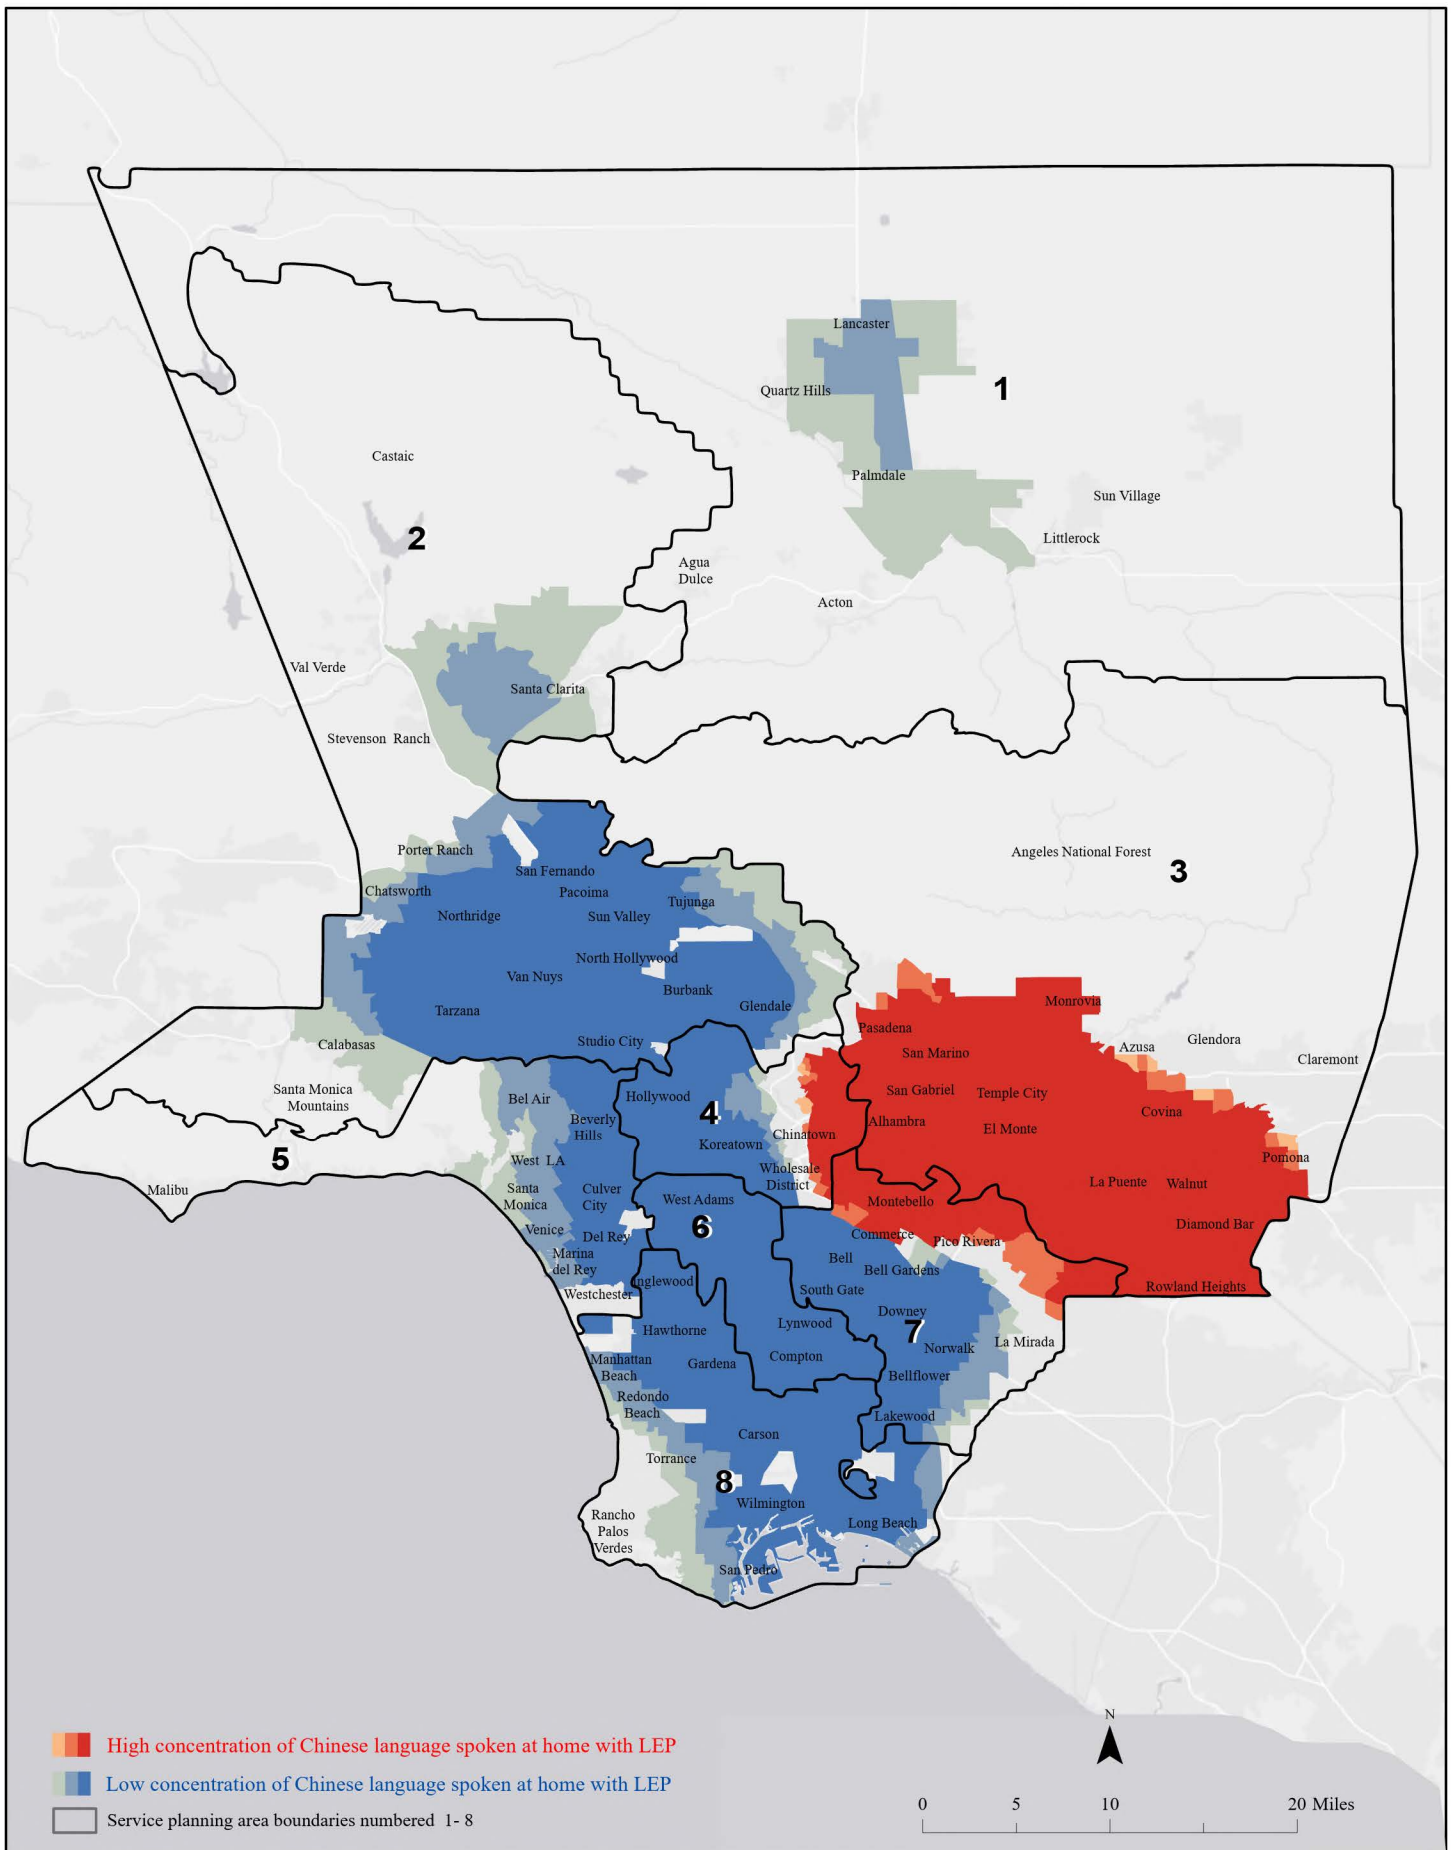 Lancaster
1
Quartz Hills
Castaic
Palmdale
Sun Village
2
Littlerock
Agua
Dulce
Acton
Val Verde
Santa Clarita
Stevenson Ranch
Porter Ranch
Angeles National Forest
3
San Fernando
Chatsworth
Pacoima
Tujunga
Northridge
Sun Valley
North Hollywood
Van Nuys
Burbank
Monrovia
Glendale
Tarzana
Pasadena
Studio City
Glendora
Calabasas
Azusa
San Marino
Claremont
Santa Monica
Mountains
San Gabriel
Temple City
Bel Air
Hollywood
4
Covina
Beverly
Hills
Alhambra
Chinatown
El Monte
Koreatown
5
West LA
Pomona
Wholesale
District
La Puente
Walnut
Malibu
Santa
Monica
Culver
City
West Adams
Montebello
6
Diamond Bar
Venice
Del Rey
Commerce
Pico Rivera
Marina
del Rey
Bell
Bell Gardens
Inglewood
Rowland Heights
Westchester
South Gate
Downey
Lynwood
7
Hawthorne
La Mirada
Norwalk
Manhattan
Beach
Gardena
Compton
Bellflower
Redondo
Beach
Lakewood
Carson
Torrance
8
Wilmington
Rancho
Palos
Verdes
Long Beach
San Pedro
N
High concentration of Chinese language spoken at home with LEP
Low concentration of Chinese language spoken at home with LEP
Service planning area boundaries numbered 1- 8
0 5 10 20 Miles